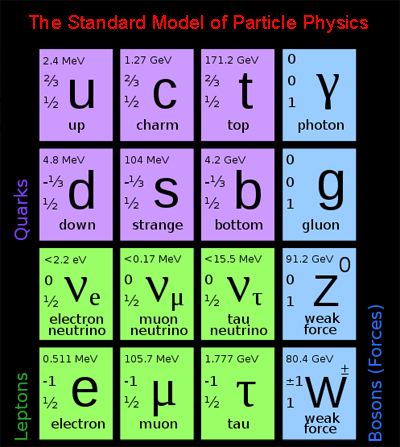 The Standard Model of Particle Physics
2.4 MeV
⅔
½
u
up
1.27 GeV
⅔
½
c
charm
171.2 GeV
⅔
½
t
top
0
0
1
γ
photon
Quarks
4.8 MeV
-⅓
½
d
down
104 MeV
-⅓
½
s
strange
4.2 GeV
-⅓
½
b
bottom
0
0
1
g
gluon
<2.2 eV
0
½
νe
electron
neutrino
<0.17 MeV
0
½
νμ
muon
neutrino
<15.5 MeV
0
½
ντ
tau
neutrino
91.2 GeV
0
1
Z0
weak
force
Leptons
0.511 MeV
-1
½
e
electron
105.7 MeV
-1
½
μ
muon
1.777 GeV
-1
½
τ
tau
80.4 GeV
±1
1
W±
weak
force
Bosons (Forces)